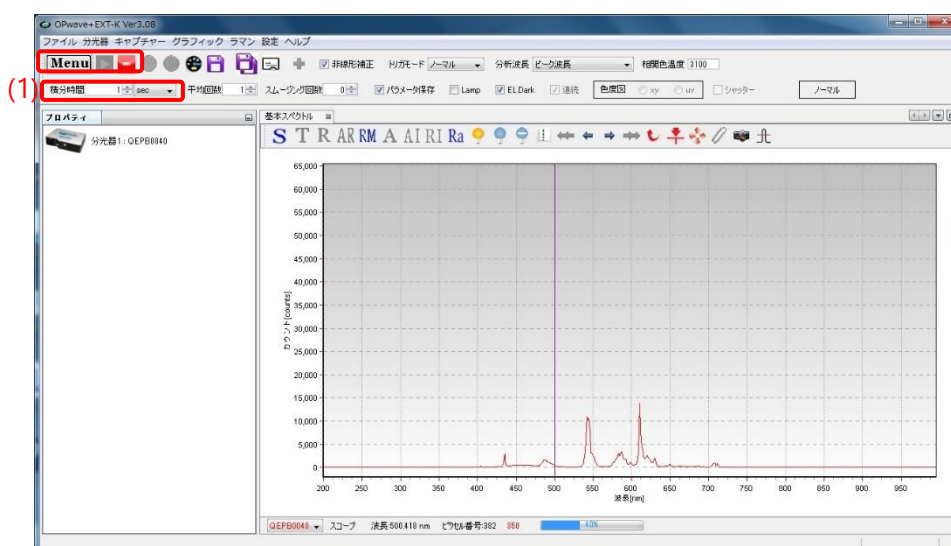 OPwave+EXT-K Ver3.08
ファイル 分光器 キャプチャー グラフィック ラマン 設定 ヘルプ
Menu 非線形補正 トリガモード ノーマル 分析波長 ピーク波長 相関色温度 3100
(1) 積分時間 1 sec 平均回数 1 スムージング回数 0 パラメータ保存 Lamp EL Dark 連続 色度図 xy uv シャッター ノーマル
プロパティ
分光器1 : QEPB0040
基本スペクトル
S T R AR RM A AI RI Ra
65,000
60,000
55,000
50,000
45,000
40,000
35,000
30,000
25,000
20,000
15,000
10,000
5,000
0
カウント[counts]
200 250 300 350 400 450 500 550 600 650 700 750 800 850 900 950
波長[nm]
QEPB0040 スコープ 波長:500.418 nm ピクセル番号:382 350 40%